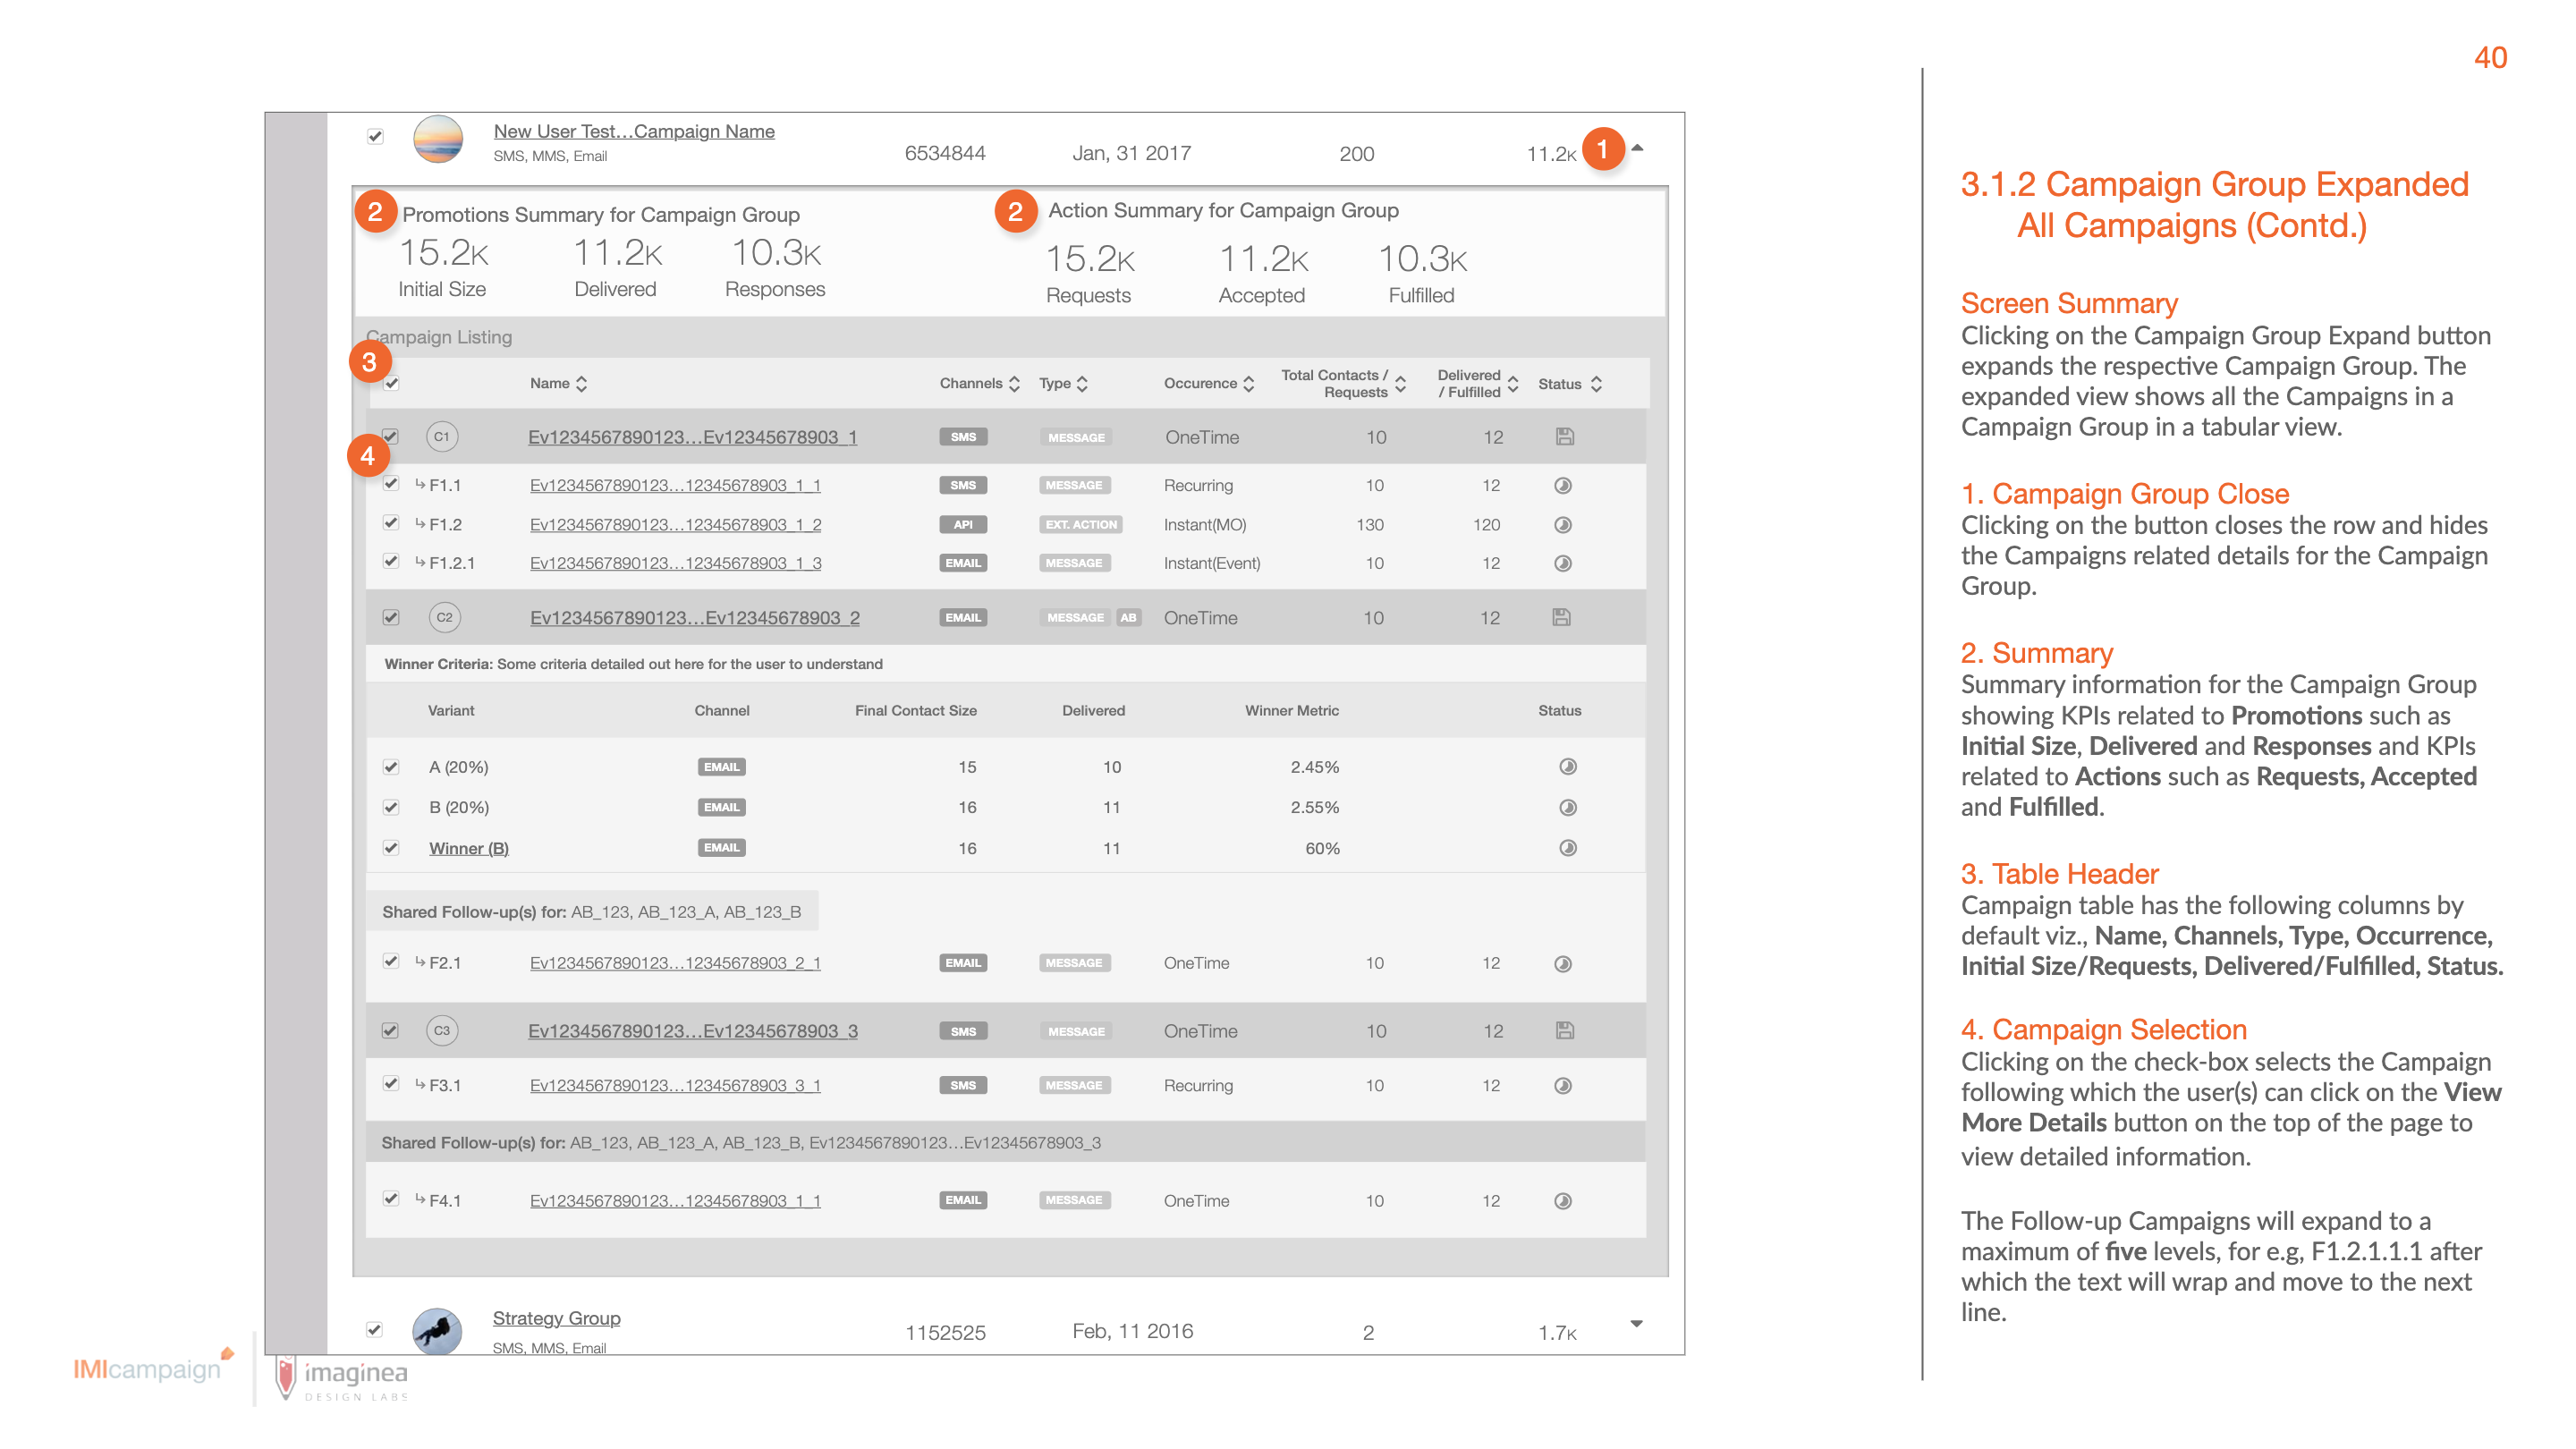 40
New User Test...Campaign Name
SMS, MMS, Email
6534844
Jan, 31 2017
200
11.2K
1
2
Promotions Summary for Campaign Group
15.2K
11.2K
10.3K
Initial Size
Delivered
Responses
2
Action Summary for Campaign Group
15.2K
11.2K
10.3K
Requests
Accepted
Fulfilled
Campaign Listing
3
Name
Channels
Type
Occurence
Total Contacts /
Requests
Delivered
/ Fulfilled
Status
C1 Ev1234567890123...Ev12345678903_1 SMS MESSAGE OneTime 10 12
4
F1.1 Ev1234567890123...12345678903_1_1 SMS MESSAGE Recurring 10 12
F1.2 Ev1234567890123...12345678903_1_2 API EXT. ACTION Instant(MO) 130 120
F1.2.1 Ev1234567890123...12345678903_1_3 EMAIL MESSAGE Instant(Event) 10 12
C2 Ev1234567890123...Ev12345678903_2 EMAIL MESSAGE AB OneTime 10 12
Winner Criteria: Some criteria detailed out here for the user to understand
Variant Channel Final Contact Size Delivered Winner Metric Status
A (20%) EMAIL 15 10 2.45%
B (20%) EMAIL 16 11 2.55%
Winner (B) EMAIL 16 11 60%
Shared Follow-up(s) for: AB_123, AB_123_A, AB_123_B
F2.1 Ev1234567890123...12345678903_2_1 EMAIL MESSAGE OneTime 10 12
C3 Ev1234567890123...Ev12345678903_3 SMS MESSAGE OneTime 10 12
F3.1 Ev1234567890123...12345678903_3_1 SMS MESSAGE Recurring 10 12
Shared Follow-up(s) for: AB_123, AB_123_A, AB_123_B, Ev1234567890123...Ev12345678903_3
F4.1 Ev1234567890123...12345678903_1_1 EMAIL MESSAGE OneTime 10 12
Strategy Group
SMS, MMS, Email
1152525
Feb, 11 2016
2
1.7K
3.1.2 Campaign Group Expanded
All Campaigns (Contd.)
Screen Summary
Clicking on the Campaign Group Expand button
expands the respective Campaign Group. The
expanded view shows all the Campaigns in a
Campaign Group in a tabular view.
1. Campaign Group Close
Clicking on the button closes the row and hides
the Campaigns related details for the Campaign
Group.
2. Summary
Summary information for the Campaign Group
showing KPIs related to Promotions such as
Initial Size, Delivered and Responses and KPIs
related to Actions such as Requests, Accepted
and Fulfilled.
3. Table Header
Campaign table has the following columns by
default viz., Name, Channels, Type, Occurrence,
Initial Size/Requests, Delivered/Fulfilled, Status.
4. Campaign Selection
Clicking on the check-box selects the Campaign
following which the user(s) can click on the View
More Details button on the top of the page to
view detailed information.
The Follow-up Campaigns will expand to a
maximum of five levels, for e.g, F1.2.1.1.1 after
which the text will wrap and move to the next
line.
IMIcampaign
imaginea
DESIGN LABS